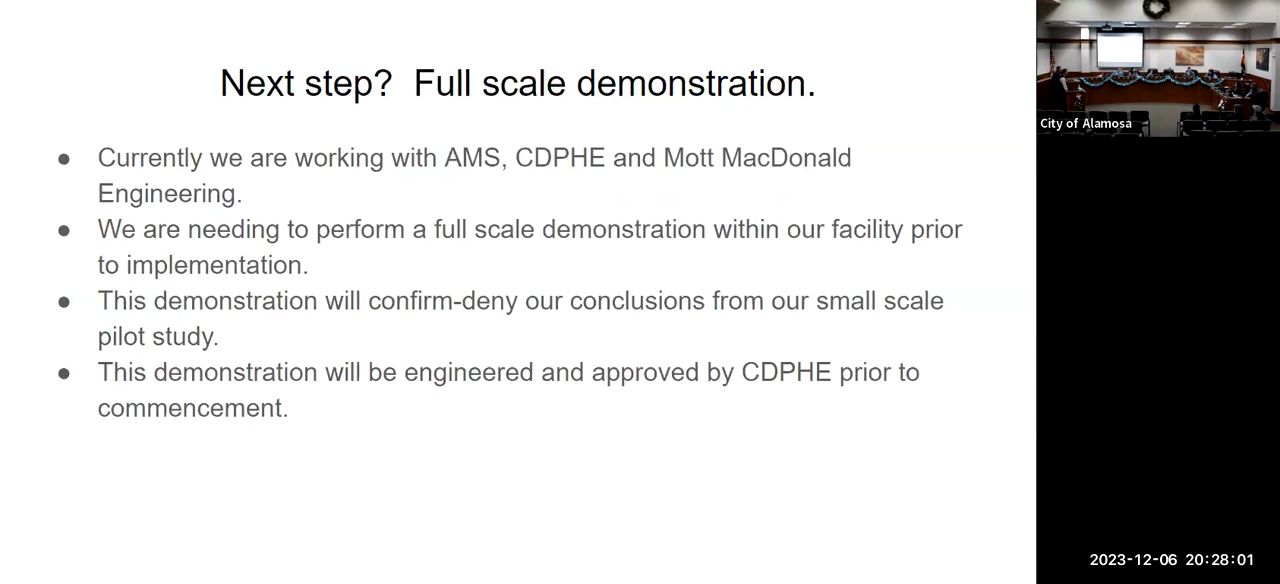 Next step? Full scale demonstration.
● Currently we are working with AMS, CDPHE and Mott MacDonald
Engineering.
● We are needing to perform a full scale demonstration within our facility prior
to implementation.
● This demonstration will confirm-deny our conclusions from our small scale
pilot study.
● This demonstration will be engineered and approved by CDPHE prior to
commencement.
City of Alamosa
2023-12-06 20:28:01